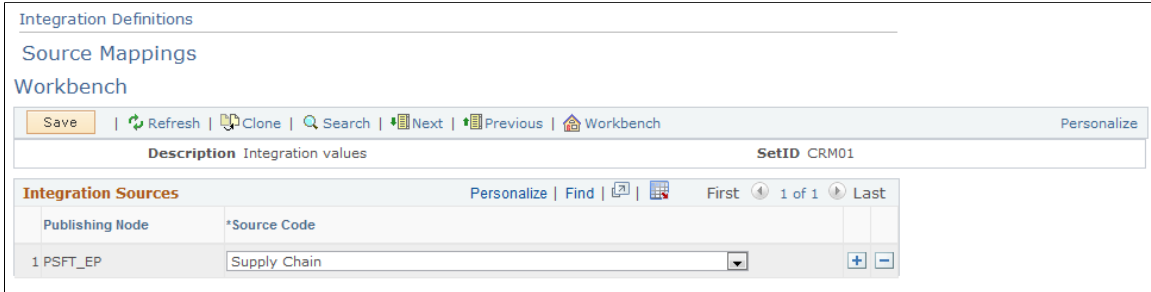 Integration Definitions
Source Mappings
Workbench
Save | Refresh | Clone | Search | Next | Previous | Workbench Personalize
Description Integration values SetID CRM01
Integration Sources Personalize | Find | | First 1 of 1 Last
Publishing Node *Source Code
1 PSFT_EP Supply Chain